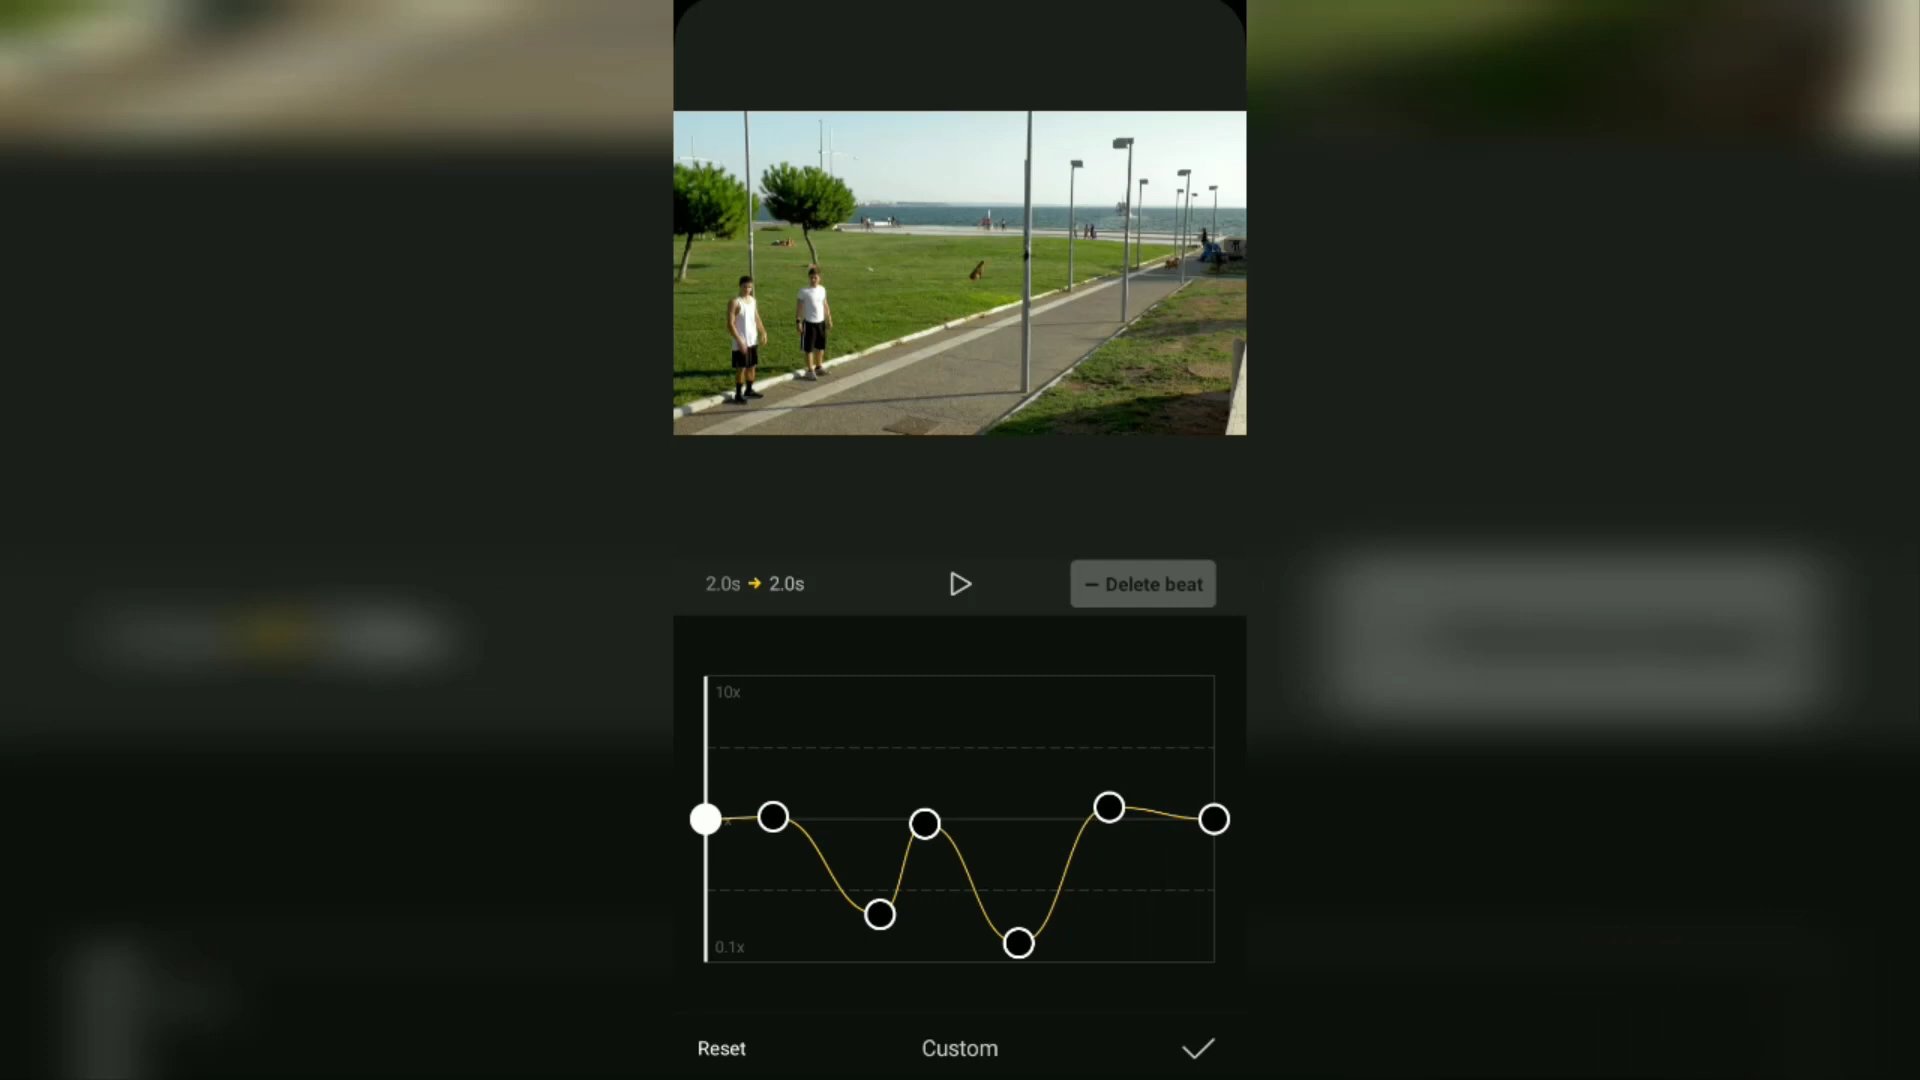 2.0s → 2.0s
– Delete beat
10x
0.1x
Reset
Custom